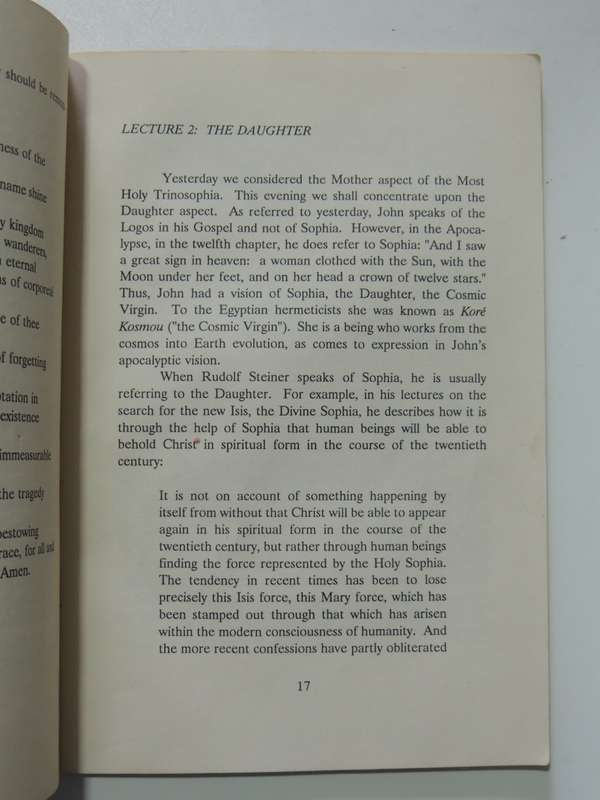 should be
ness of the
name shine
kingdom
wanderen,
eternal
of corporeal
e of thee
of forgetting
tation in
existence
immeasurable
the tragedy
bestowing
race, for all and
Amen.
LECTURE 2: THE DAUGHTER
Yesterday we considered the Mother aspect of the Most
Holy Trinosophia. This evening we shall concentrate upon the
Daughter aspect. As referred to yesterday, John speaks of the
Logos in his Gospel and not of Sophia. However, in the Apoca-
lypse, in the twelfth chapter, he does refer to Sophia: "And I saw
a great sign in heaven: a woman clothed with the Sun, with the
Moon under her feet, and on her head a crown of twelve stars."
Thus, John had a vision of Sophia, the Daughter, the Cosmic
Virgin. To the Egyptian hermeticists she was known as Koré
Kosmou ("the Cosmic Virgin"). She is a being who works from the
cosmos into Earth evolution, as comes to expression in John's
apocalyptic vision.
When Rudolf Steiner speaks of Sophia, he is usually
referring to the Daughter. For example, in his lectures on the
search for the new Isis, the Divine Sophia, he describes how it is
through the help of Sophia that human beings will be able to
behold Christ in spiritual form in the course of the twentieth
century:
It is not on account of something happening by
itself from without that Christ will be able to appear
again in his spiritual form in the course of the
twentieth century, but rather through human beings
finding the force represented by the Holy Sophia.
The tendency in recent times has been to lose
precisely this Isis force, this Mary force, which has
been stamped out through that which has arisen
within the modern consciousness of humanity. And
the more recent confessions have partly obliterated
17